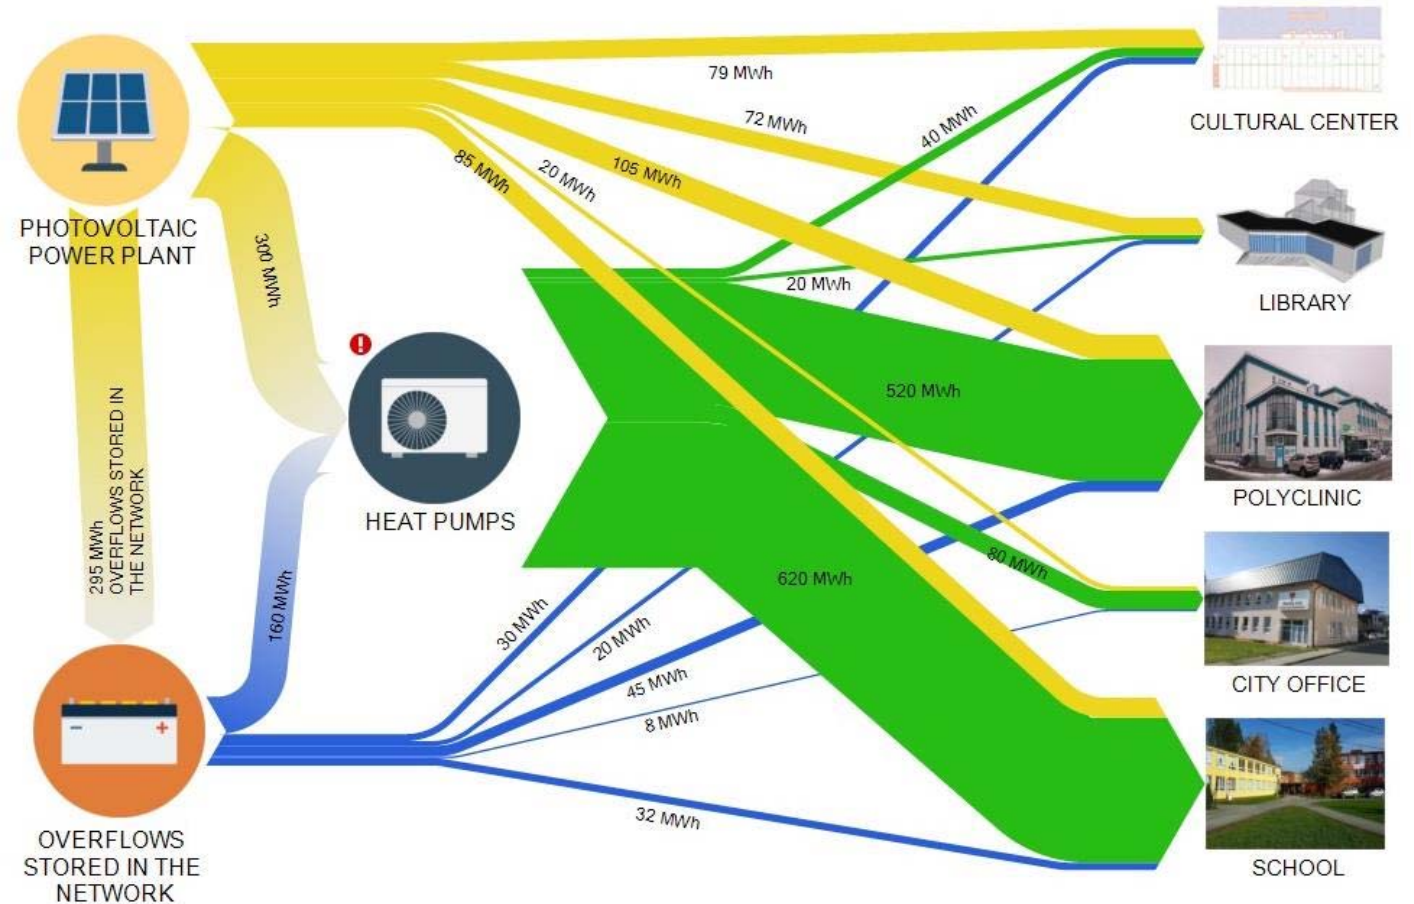 79 MWh
CULTURAL CENTER
72 MWh
40 MWh
85 MWh
20 MWh
105 MWh
PHOTOVOLTAIC
POWER PLANT
300 MWh
20 MWh
LIBRARY
295 MWh
OVERFLOWS STORED IN
THE NETWORK
520 MWh
HEAT PUMPS
POLYCLINIC
160 MWh
620 MWh
80 MWh
30 MWh
20 MWh
45 MWh
8 MWh
CITY OFFICE
32 MWh
OVERFLOWS
STORED IN THE
NETWORK
SCHOOL